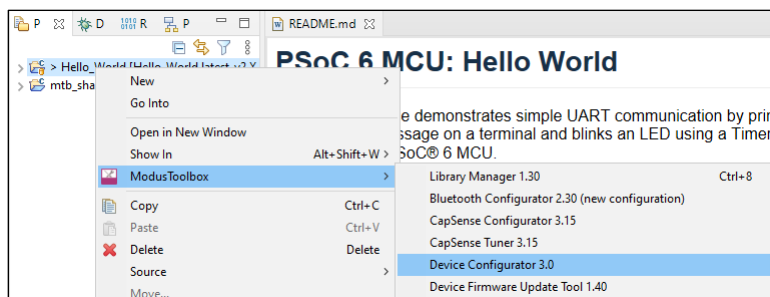 P D R P README.md
PSoC 6 MCU: Hello World
> Hello_World [Hello_World latest-v2.X
mtb_sha
e demonstrates simple UART communication by prin
ssage on a terminal and blinks an LED using a Timer
SoC® 6 MCU.
New
Go Into
Open in New Window
Show In Alt+Shift+W >
ModusToolbox
Copy Ctrl+C
Paste Ctrl+V
Delete Delete
Source
Move...
Library Manager 1.30 Ctrl+8
Bluetooth Configurator 2.30 (new configuration)
CapSense Configurator 3.15
CapSense Tuner 3.15
Device Configurator 3.0
Device Firmware Update Tool 1.40